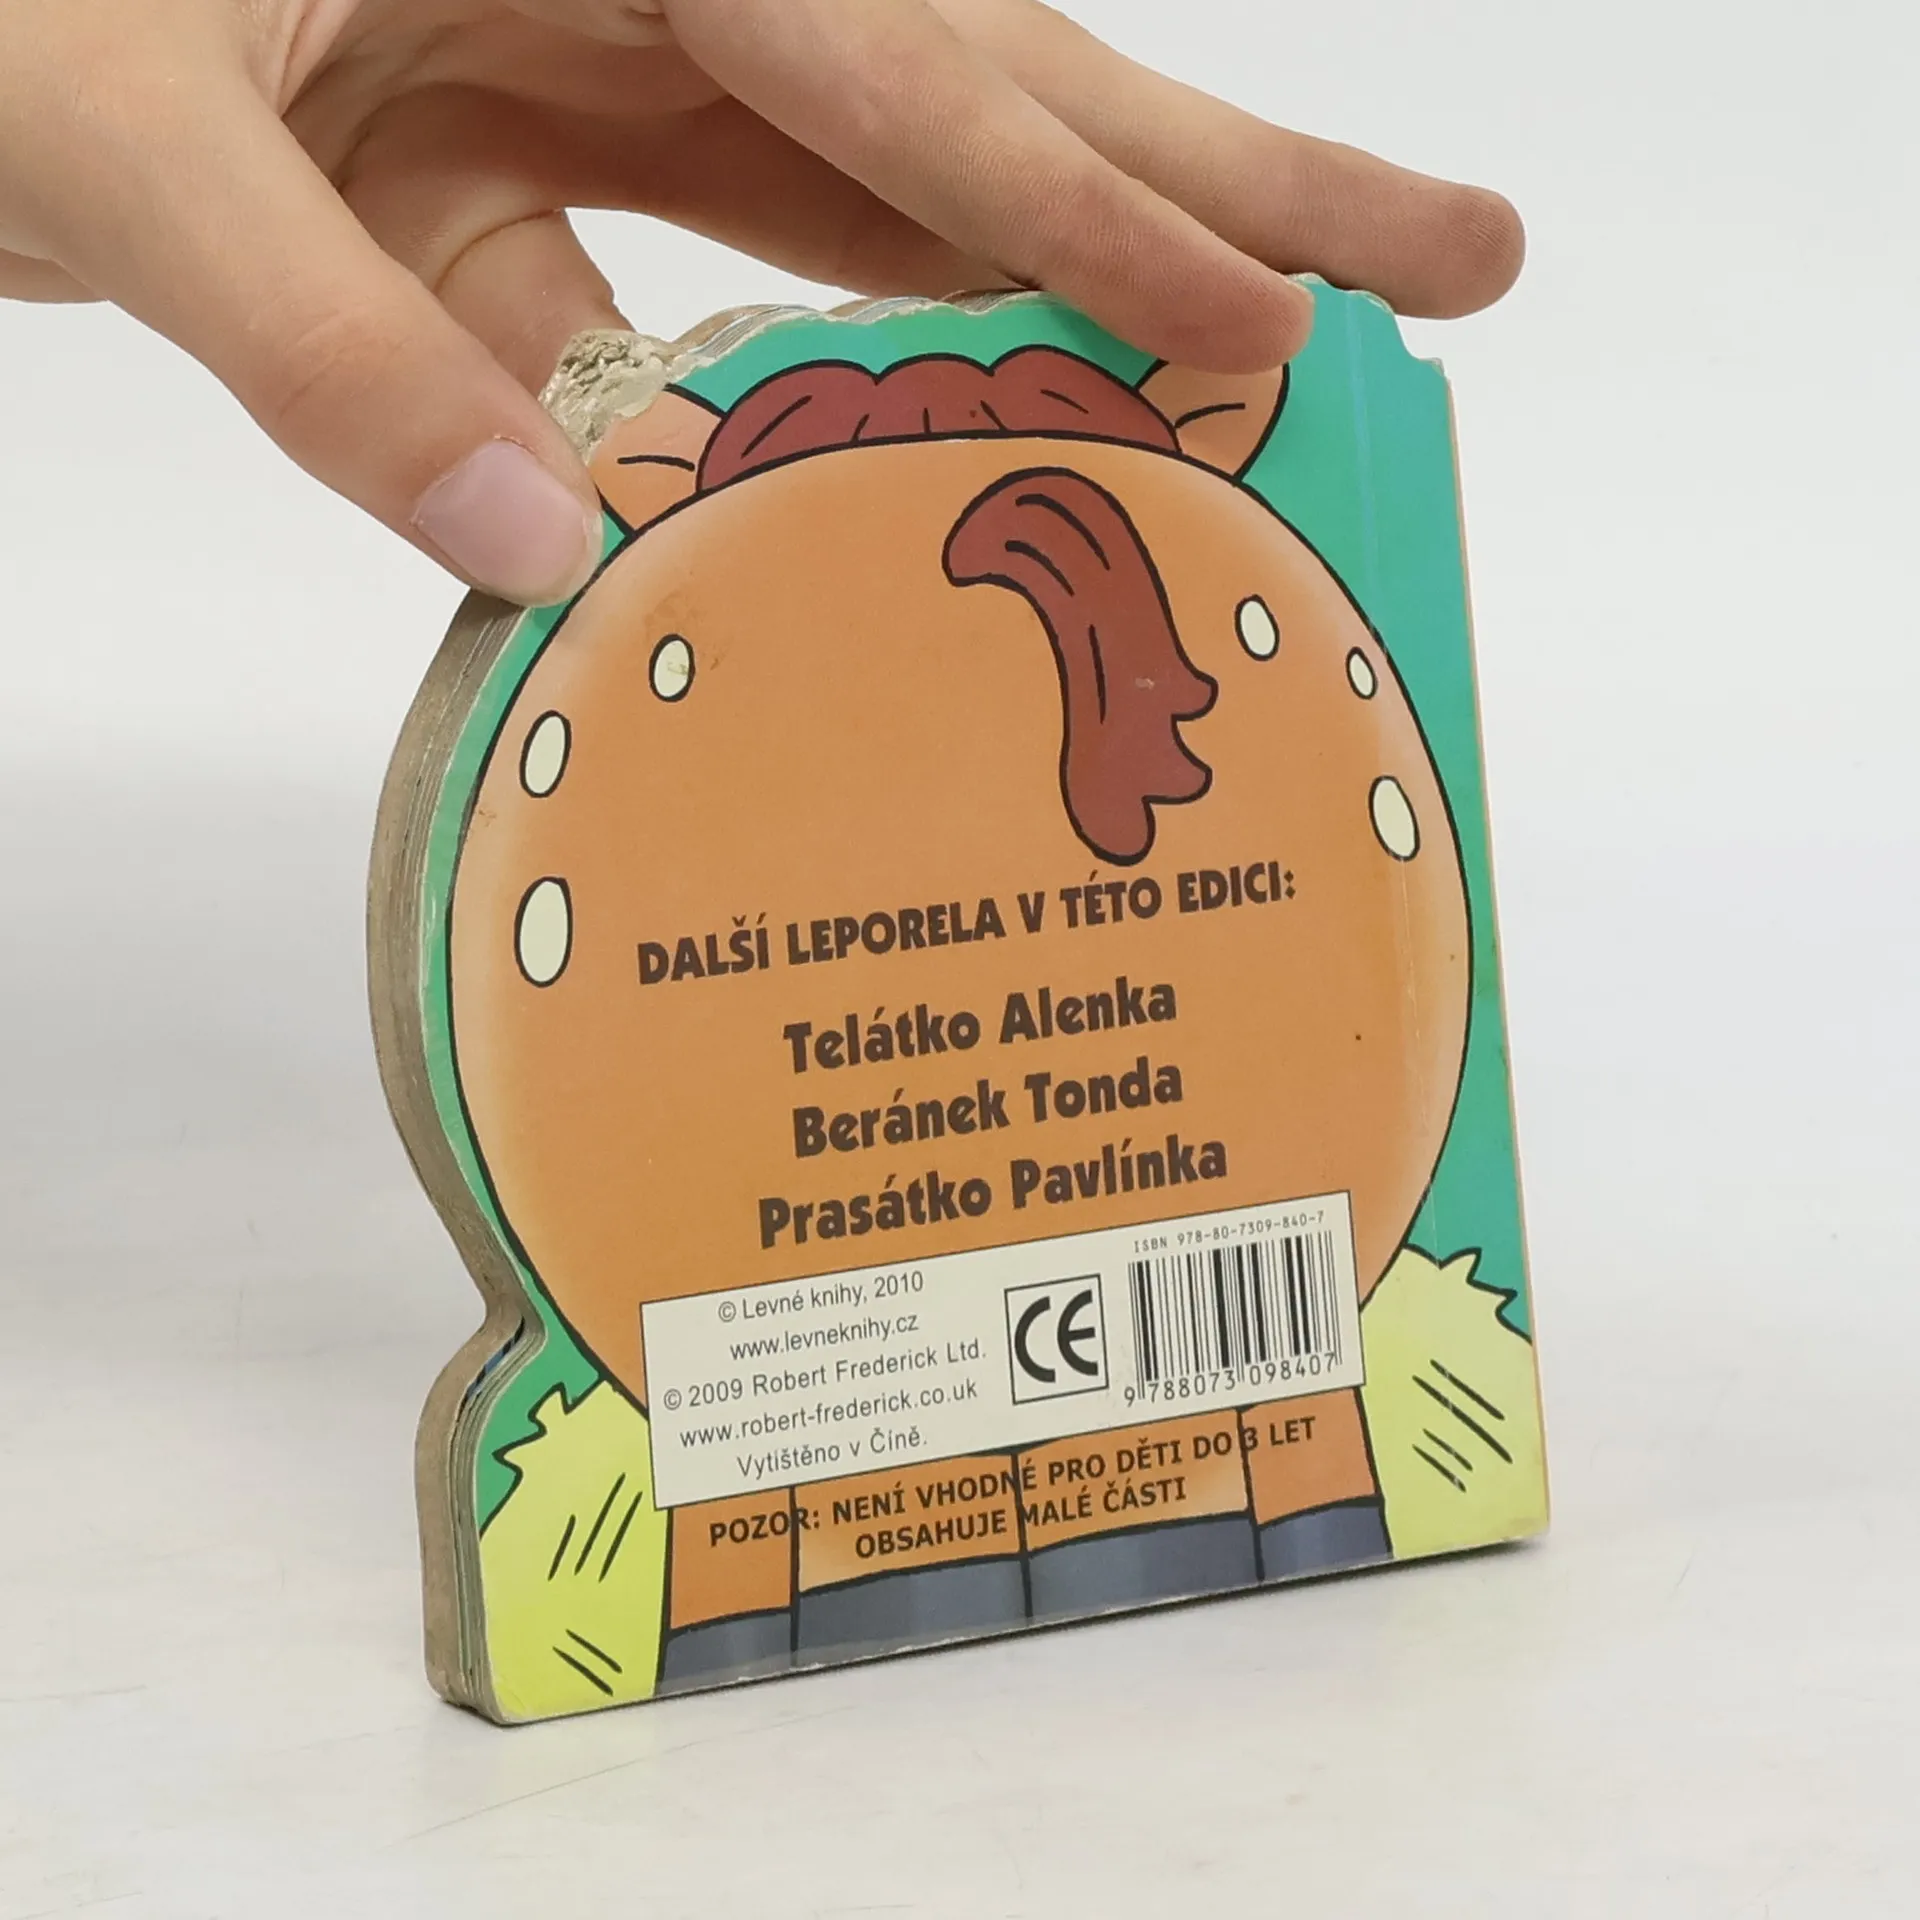 DALŠÍ LEPORELA V TÉTO EDICI:
Telátko Alenka
Beránek Tonda
Prasátko Pavlínka
ISBN 978-80-7309-840-7
© Levné knihy, 2010
www.levneknihy.cz
© 2009 Robert Frederick Ltd.
www.robert-frederick.co.uk
Vytištěno v Číně.
CE
9 788073 098407
POZOR: NENÍ VHODNÉ PRO DĚTI DO 3 LET
OBSAHUJE MALÉ ČÁSTI